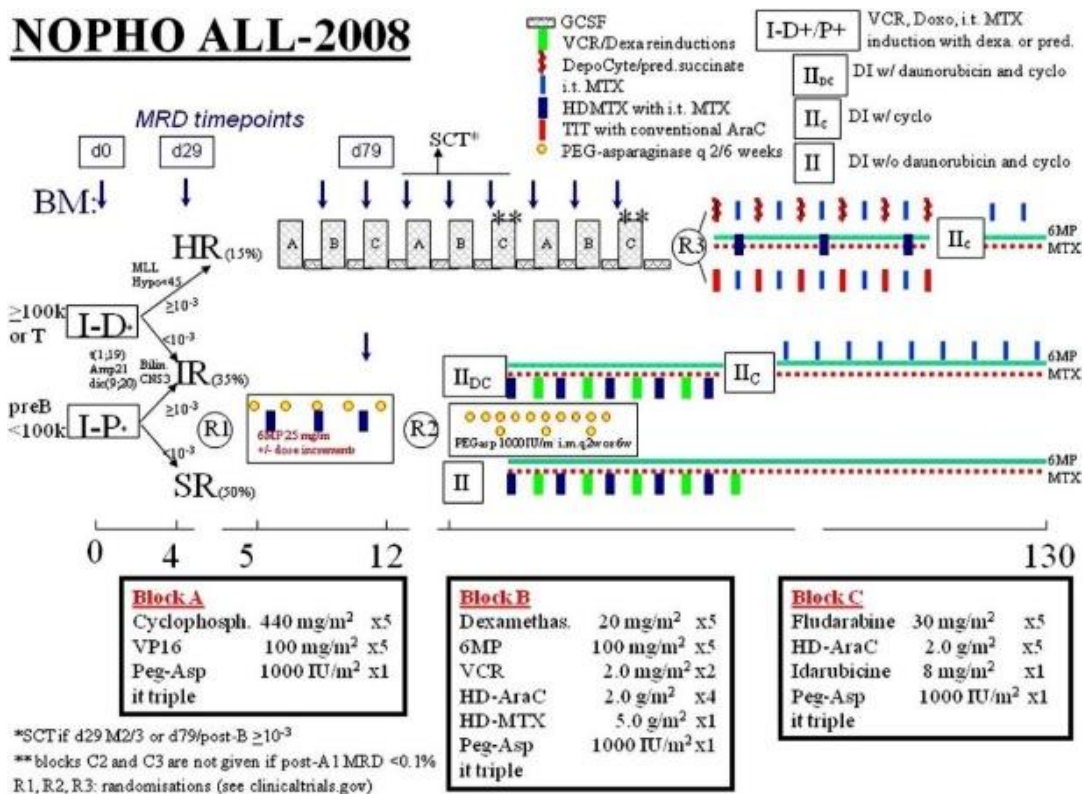 NOPHO ALL-2008
GCSF
VCR/Dexa reinductions
DepoCyte/pred.succinate
i.t. MTX
HDMTX with i.t. MTX
TIT with conventional AraC
PEG-asparaginase q 2/6 weeks
I-D+/P+
VCR, Doxo, i.t. MTX
induction with dexa. or pred.
II DC
DI w/ daunorubicin and cyclo
II c
DI w/ cyclo
II
DI w/o daunorubicin and cyclo
MRD timepoints
d0
d29
d79
SCT*
BM:
HR (15%)
A
B
C
A
B
C
**
A
B
C
**
R3
II c
6MP
MTX
MLL
Hypo<45
≥10-3
<10-3
≥100k
or T
I-D+
t(1;19)
Amp21
dic(9;20)
Bilin.
CNS3
IR (35%)
II DC
II C
6MP
MTX
preB
<100k
I-P+
≥10-3
<10-3
R1
6MP 25 mg/m
+/- dose increments
R2
PEGasp 1000 IU/m i.m. q2w or 6w
SR (50%)
II
6MP
MTX
0
4
5
12
130
Block A
Cyclophosph. 440 mg/m² x5
VP16 100 mg/m² x5
Peg-Asp 1000 IU/m² x1
it triple
Block B
Dexamethas. 20 mg/m² x5
6MP 100 mg/m² x5
VCR 2.0 mg/m² x2
HD-AraC 2.0 g/m² x4
HD-MTX 5.0 g/m² x1
Peg-Asp 1000 IU/m² x1
it triple
Block C
Fludarabine 30 mg/m² x5
HD-AraC 2.0 g/m² x5
Idarubicine 8 mg/m² x1
Peg-Asp 1000 IU/m² x1
it triple
*SCT if d29 M2/3 or d79/post-B ≥10-3
** blocks C2 and C3 are not given if post-A1 MRD <0.1%
R1, R2, R3: randomisations (see clinicaltrials.gov)